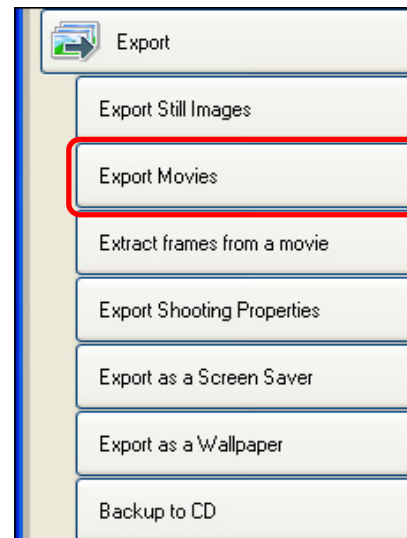 Export
Export Still Images
Export Movies
Extract frames from a movie
Export Shooting Properties
Export as a Screen Saver
Export as a Wallpaper
Backup to CD